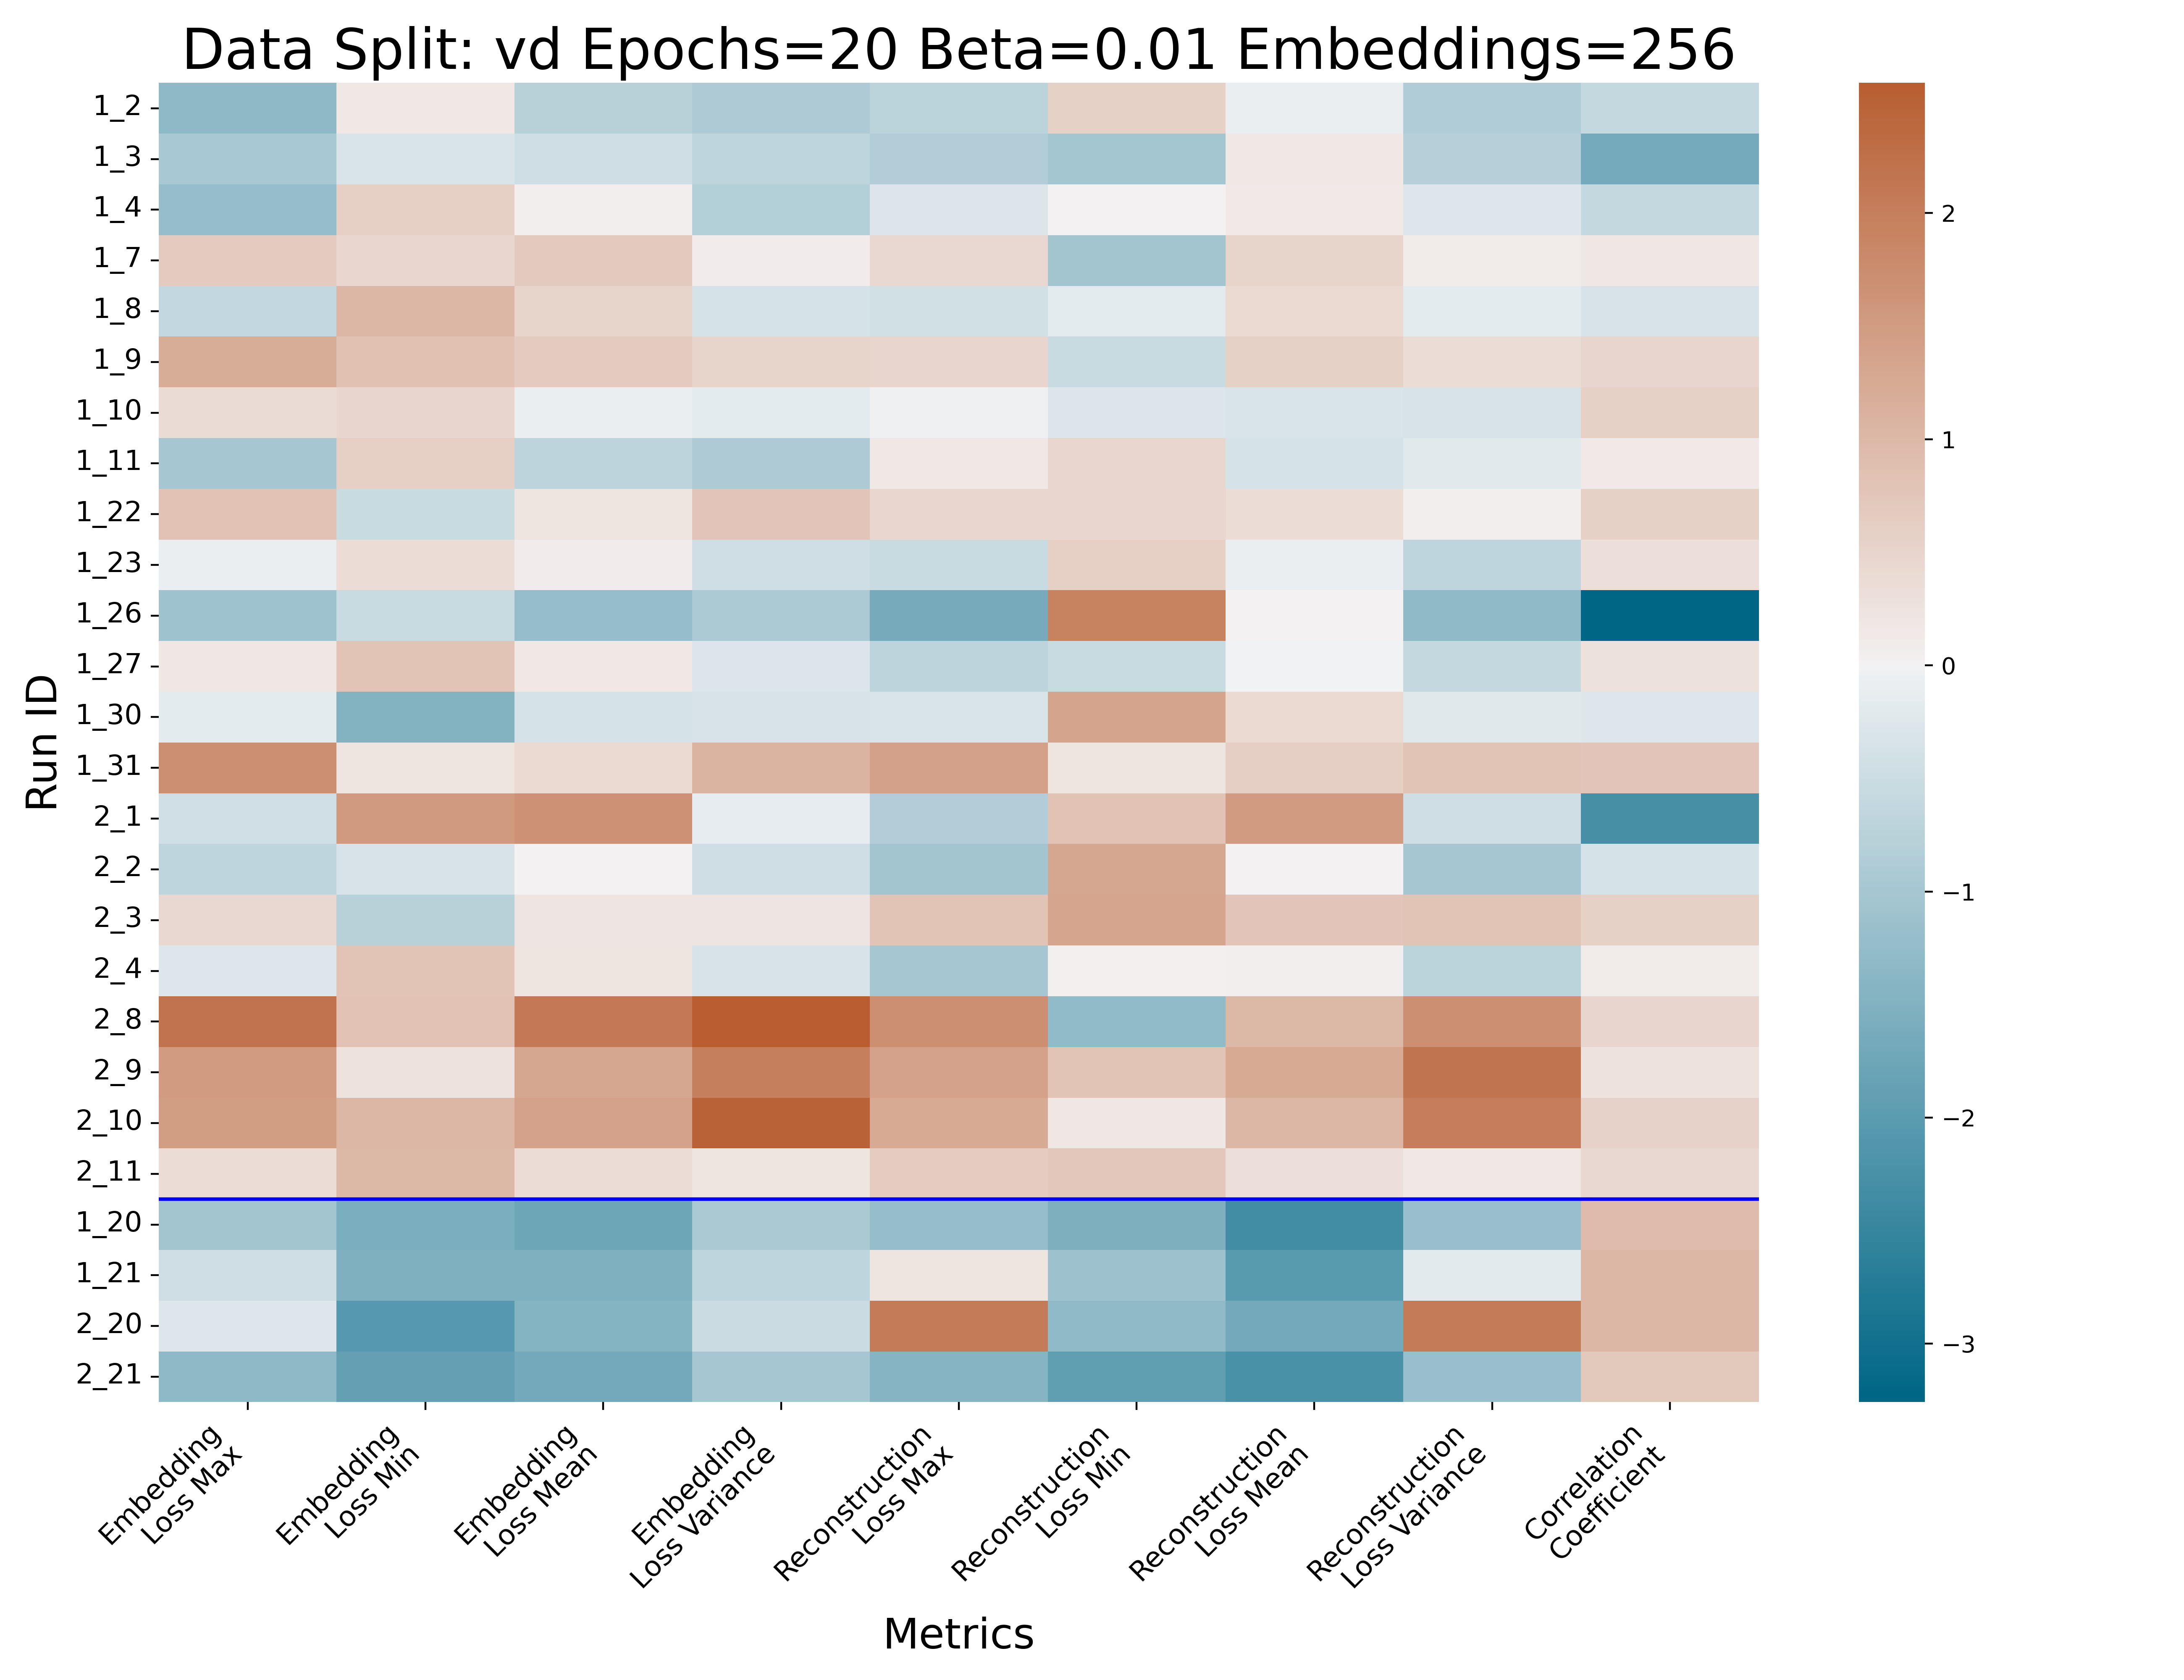 Data Split: vd Epochs=20 Beta=0.01 Embeddings=256
Run ID
1_2
1_3
1_4
1_7
1_8
1_9
1_10
1_11
1_22
1_23
1_26
1_27
1_30
1_31
2_1
2_2
2_3
2_4
2_8
2_9
2_10
2_11
1_20
1_21
2_20
2_21
Embedding
Loss Max
Embedding
Loss Min
Embedding
Loss Mean
Embedding
Loss Variance
Reconstruction
Loss Max
Reconstruction
Loss Min
Reconstruction
Loss Mean
Reconstruction
Loss Variance
Correlation
Coefficient
Metrics
2
1
0
−1
−2
−3